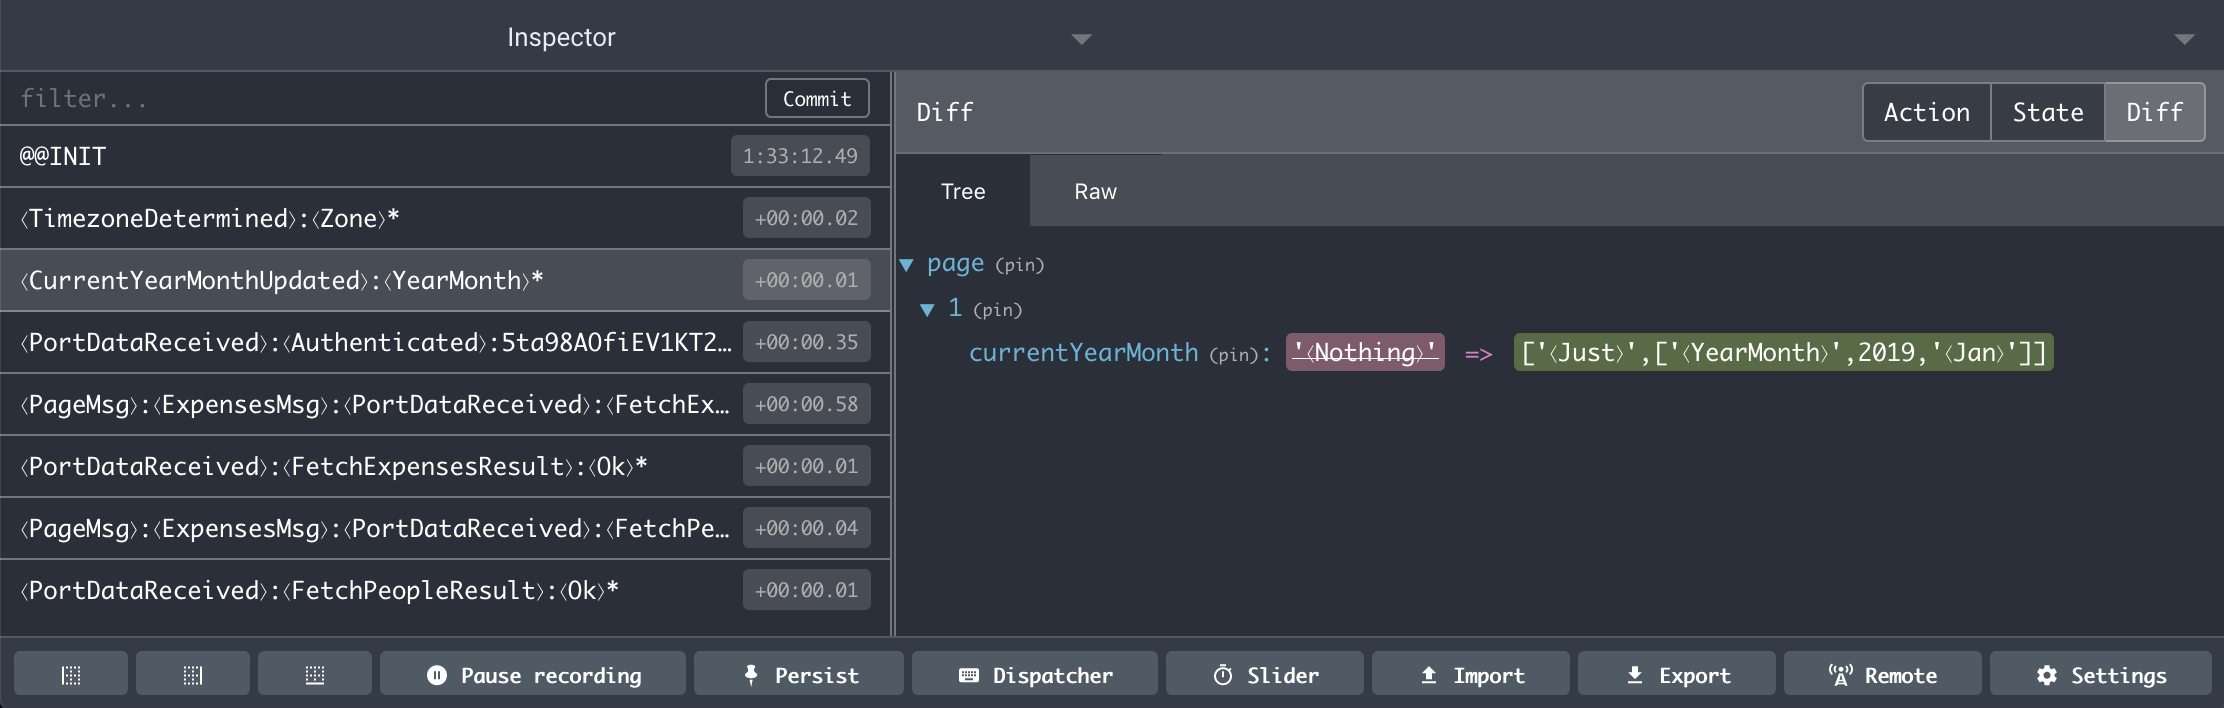 Inspector
filter...
Commit
@@INIT
1:33:12.49
⟨TimezoneDetermined⟩:⟨Zone⟩*
+00:00.02
⟨CurrentYearMonthUpdated⟩:⟨YearMonth⟩*
+00:00.01
⟨PortDataReceived⟩:⟨Authenticated⟩:5ta98AOfiEV1KT2…
+00:00.35
⟨PageMsg⟩:⟨ExpensesMsg⟩:⟨PortDataReceived⟩:⟨FetchEx…
+00:00.58
⟨PortDataReceived⟩:⟨FetchExpensesResult⟩:⟨Ok⟩*
+00:00.01
⟨PageMsg⟩:⟨ExpensesMsg⟩:⟨PortDataReceived⟩:⟨FetchPe…
+00:00.04
⟨PortDataReceived⟩:⟨FetchPeopleResult⟩:⟨Ok⟩*
+00:00.01
Diff
Action State Diff
Tree Raw
page (pin)
1 (pin)
currentYearMonth (pin): '⟨Nothing⟩' => ['⟨Just⟩',['⟨YearMonth⟩',2019,'⟨Jan⟩']]
Pause recording Persist Dispatcher Slider Import Export Remote Settings